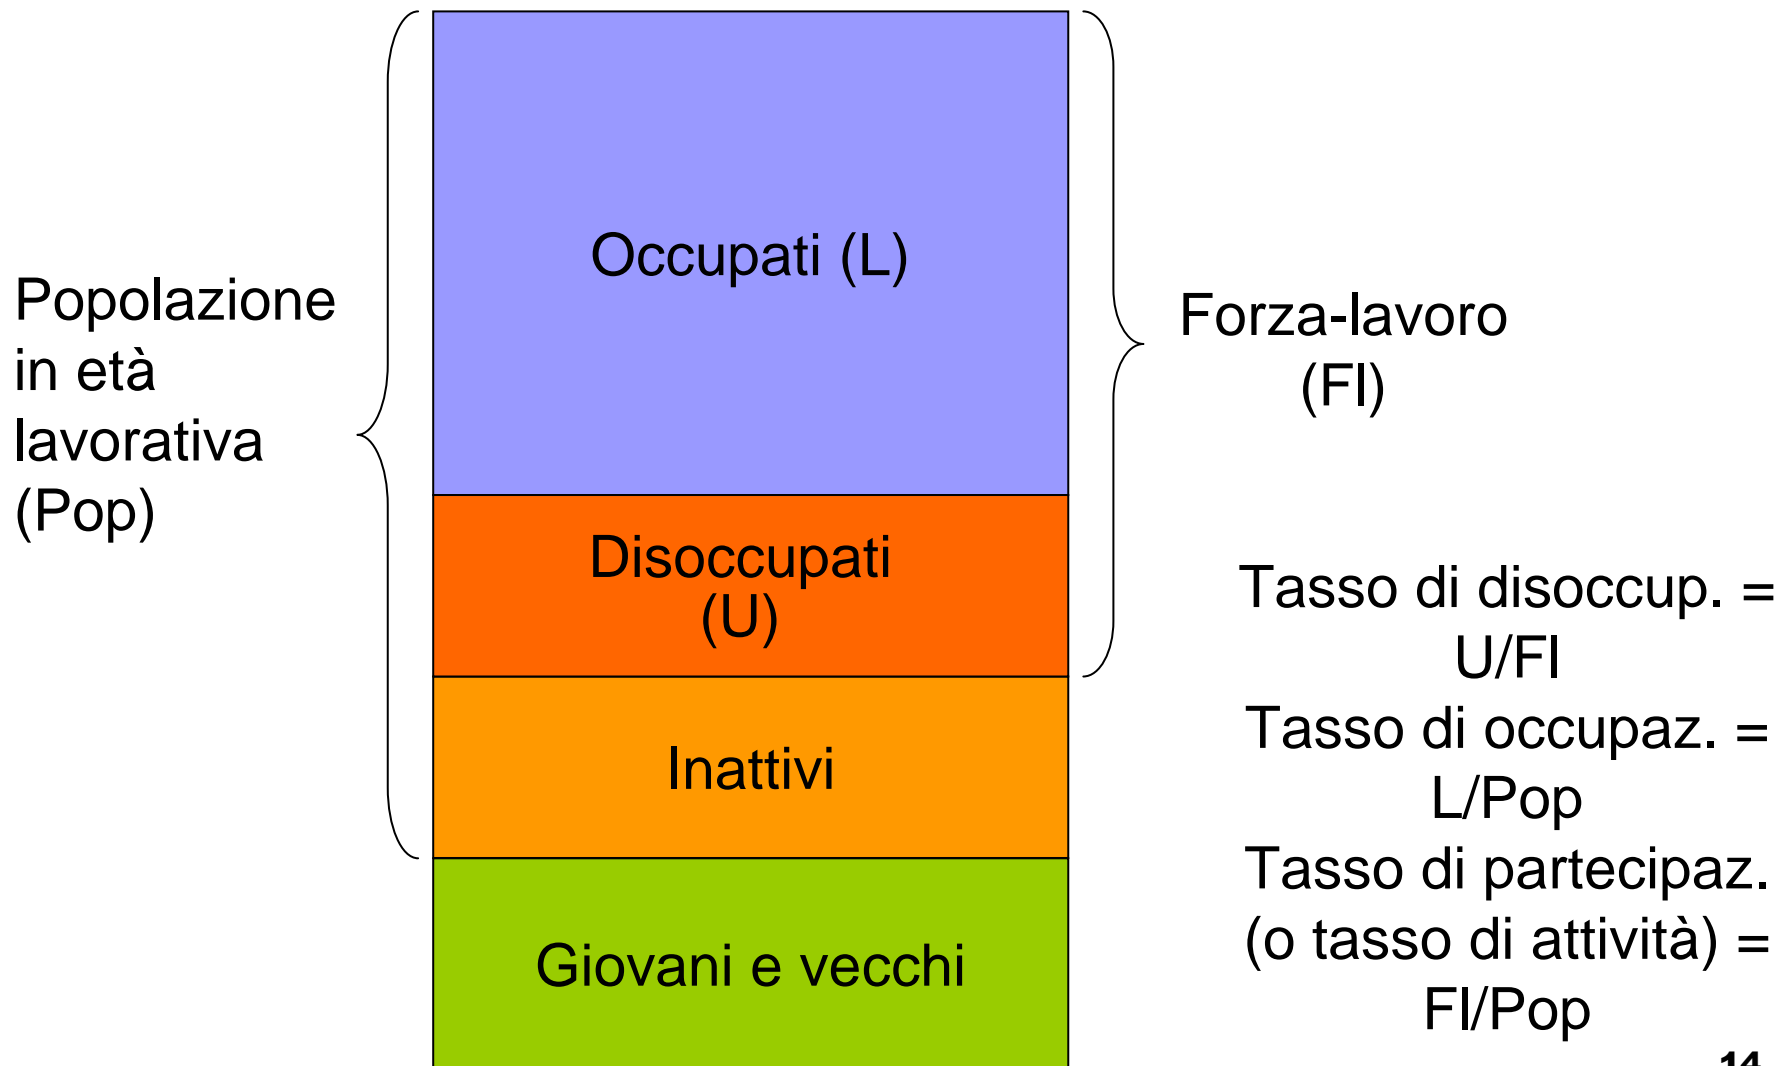 Popolazione
in età
lavorativa
(Pop)
Occupati (L)
Disoccupati
(U)
Inattivi
Giovani e vecchi
Forza-lavoro
(Fl)
Tasso di disoccup. =
U/Fl
Tasso di occupaz. =
L/Pop
Tasso di partecipaz.
(o tasso di attività) =
Fl/Pop
14